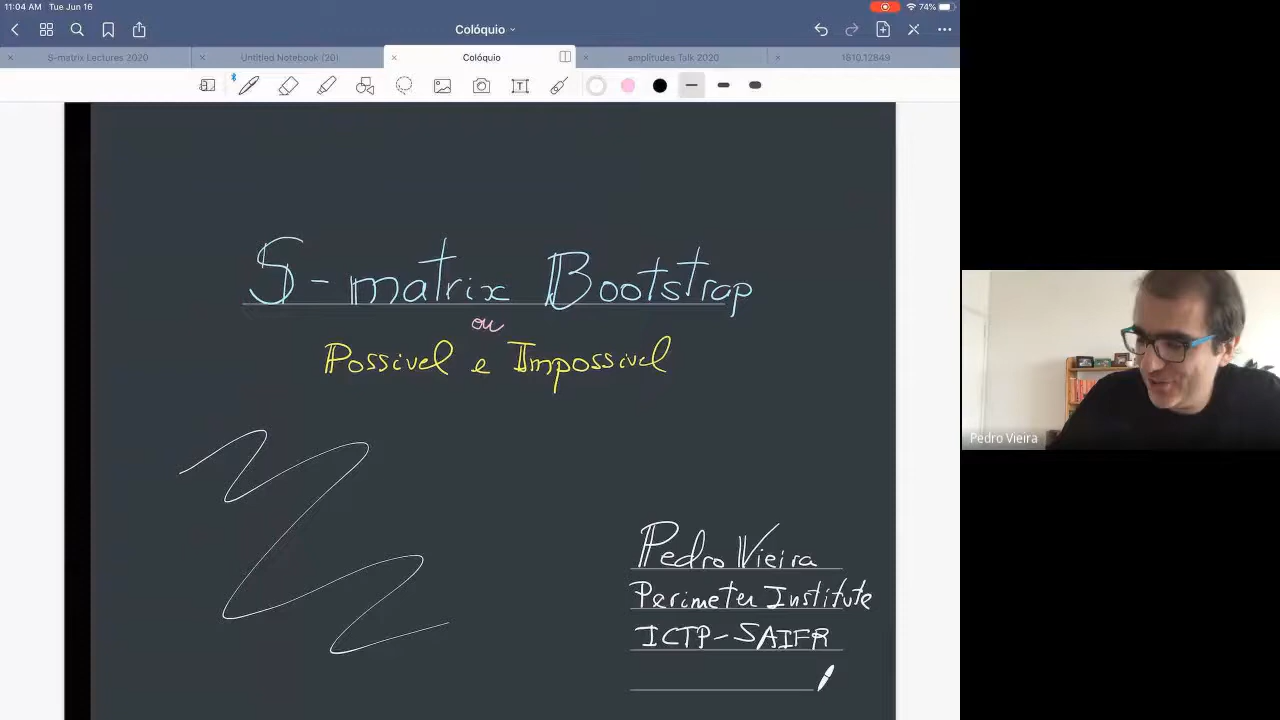 11:04 AM Tue Jun 16
74%
Colóquio
S-matrix Lectures 2020
Untitled Notebook (20)
Colóquio
amplitudes Talk 2020
1810.12849
S-matrix Bootstrap
ou
Possivel e Impossivel
Pedro Vieira
Perimeter Institute
ICTP-SAIFR
Pedro Vieira